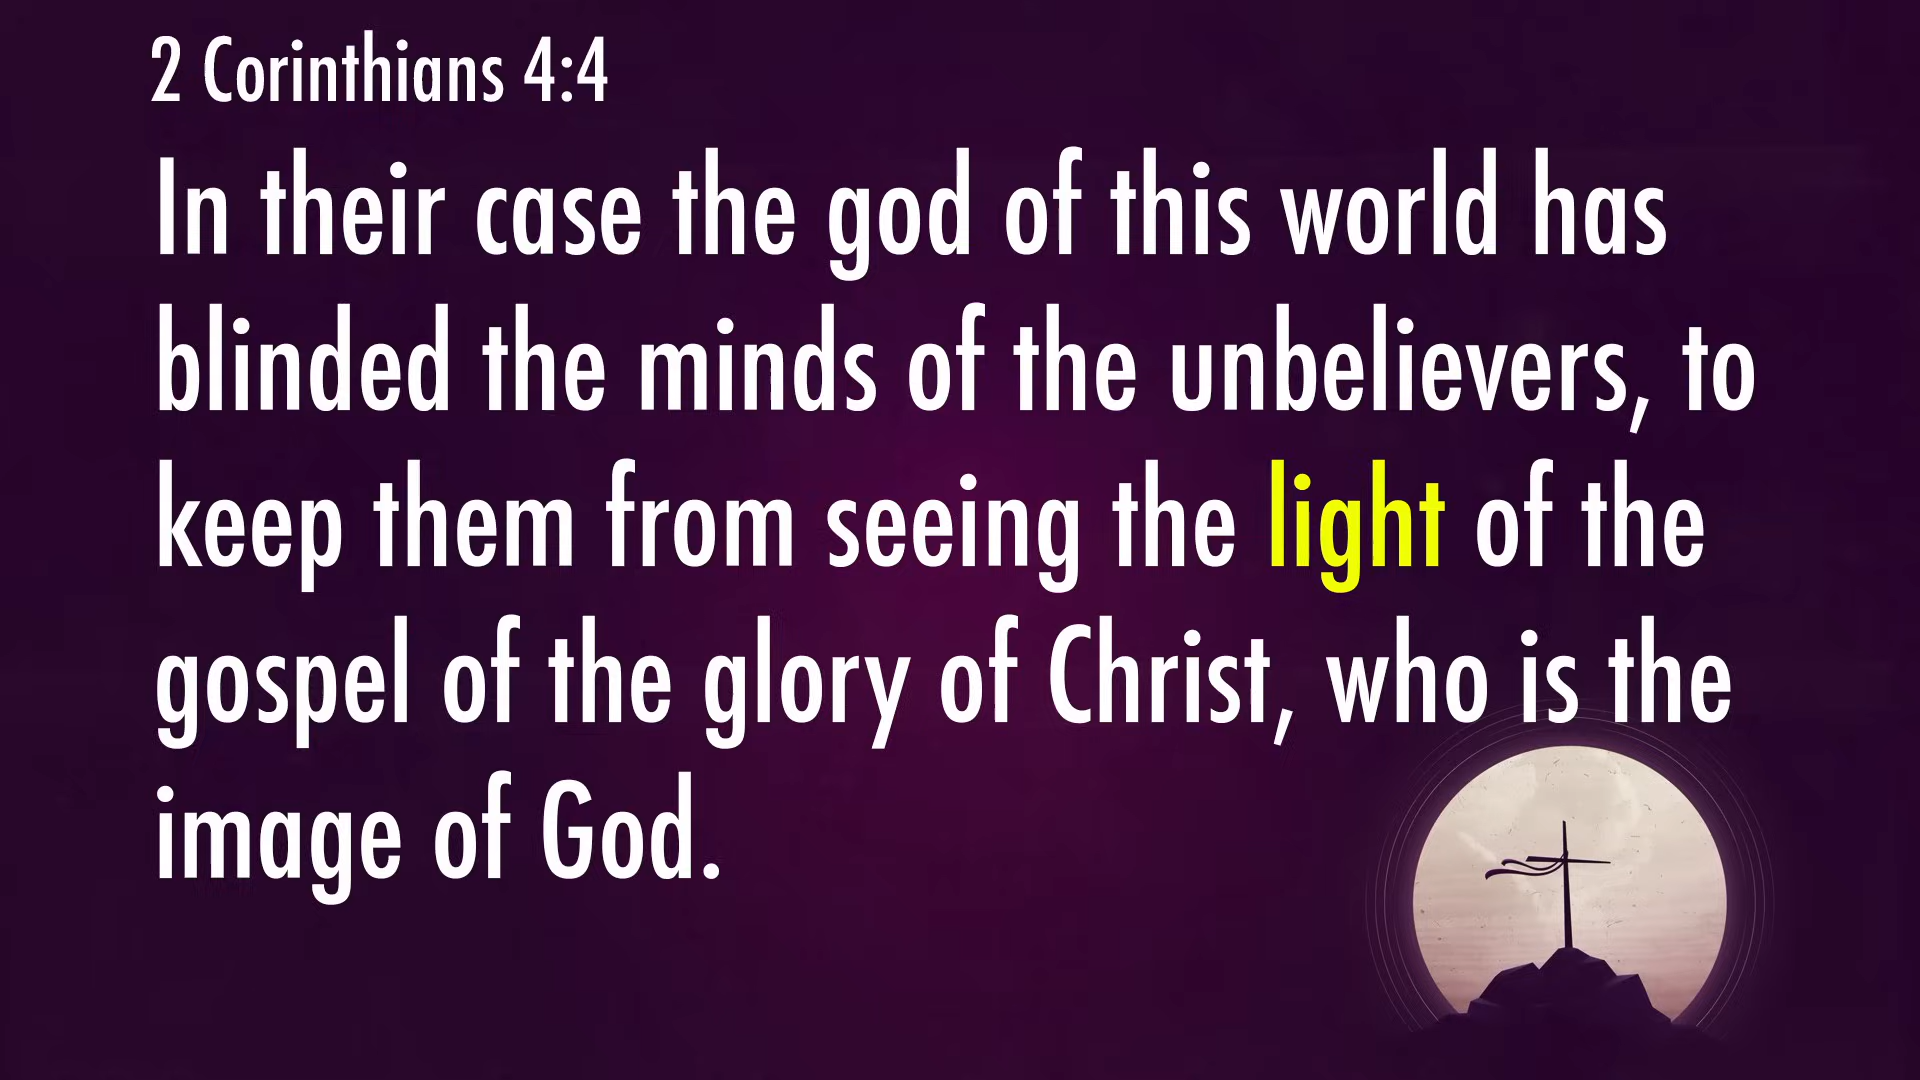 2 Corinthians 4:4
In their case the god of this world has
blinded the minds of the unbelievers, to
keep them from seeing the light of the
gospel of the glory of Christ, who is the
image of God.